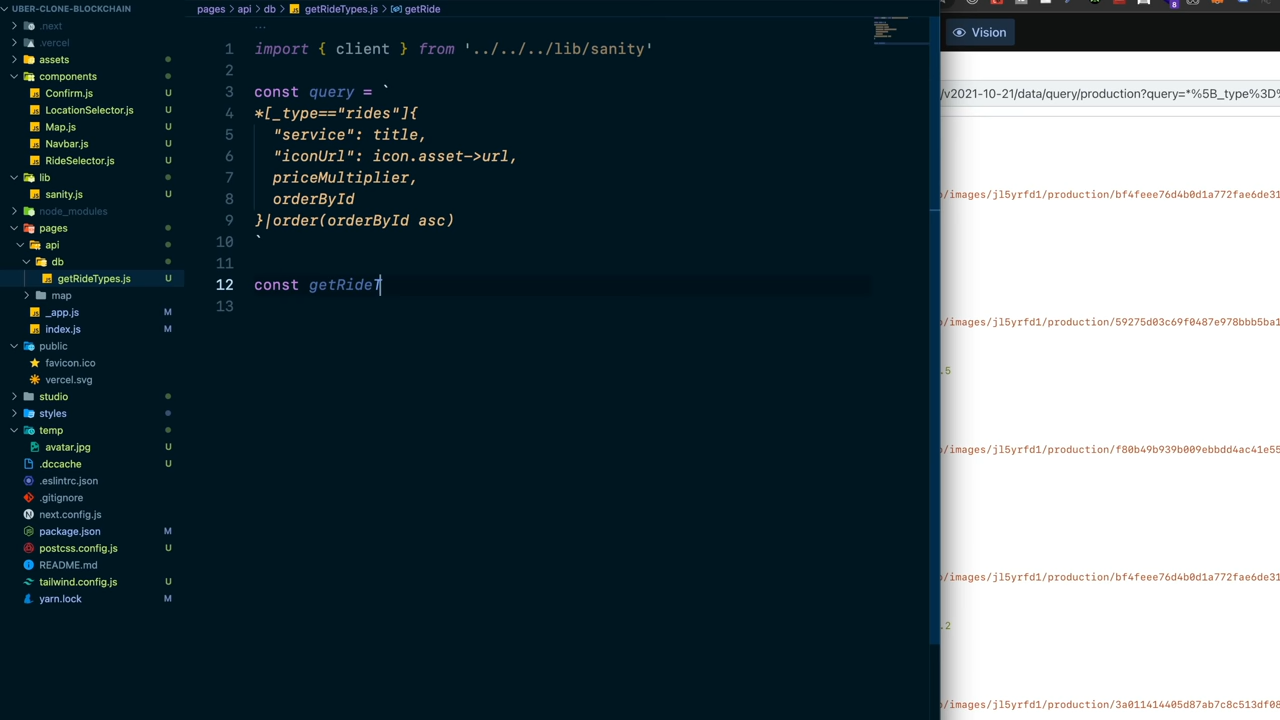 UBER-CLONE-BLOCKCHAIN
.next
.vercel
assets
components
Confirm.js U
LocationSelector.js U
Map.js U
Navbar.js U
RideSelector.js U
lib
sanity.js U
node_modules
pages
api
db
getRideTypes.js U
map
_app.js M
index.js M
public
favicon.ico
vercel.svg
studio
styles
temp
avatar.jpg U
.dccache U
.eslintrc.json
.gitignore
next.config.js
package.json M
postcss.config.js U
README.md
tailwind.config.js U
yarn.lock M
pages > api > db > getRideTypes.js > getRide
...
1 import { client } from '../../../lib/sanity'
2
3 const query = `
4 *[_type=="rides"]{
5 "service": title,
6 "iconUrl": icon.asset->url,
7 priceMultiplier,
8 orderById
9 }|order(orderById asc)
10 `
11
12 const getRideT
13
8
Vision
/v2021-10-21/data/query/production?query=*%5B_type%3D%
/images/jl5yrfd1/production/bf4feee76d4b0d1a772fae6de31
/images/jl5yrfd1/production/59275d03c69f0487e978bbb5ba1
.5
/images/jl5yrfd1/production/f80b49b939b009ebbdd4ac41e55
/images/jl5yrfd1/production/bf4feee76d4b0d1a772fae6de31
.2
/images/jl5yrfd1/production/3a011414405d87ab7c8c513df08